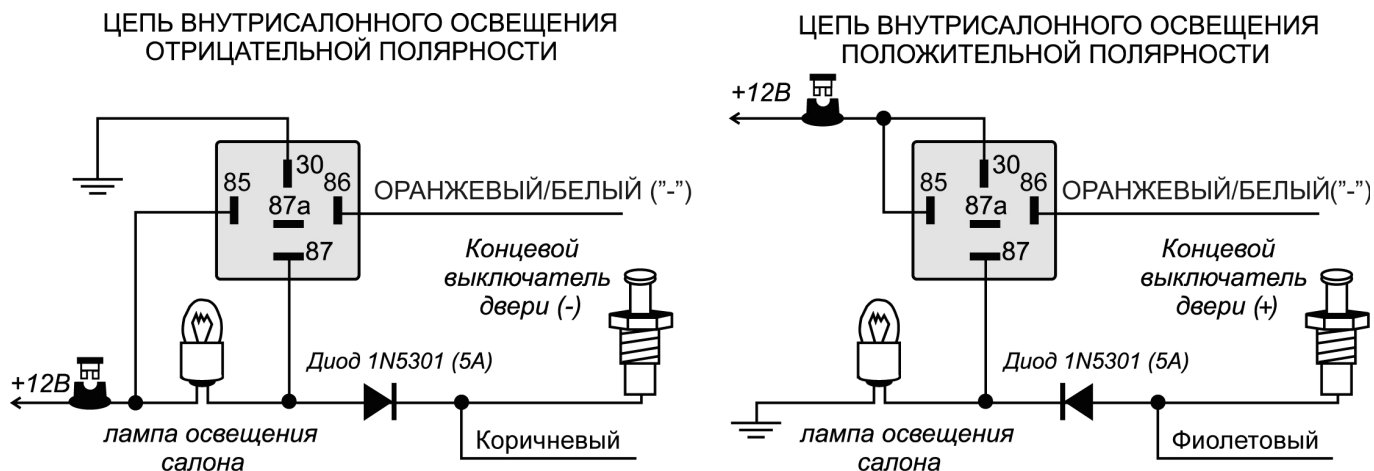 ЦЕПЬ ВНУТРИСАЛОННОГО ОСВЕЩЕНИЯ
ОТРИЦАТЕЛЬНОЙ ПОЛЯРНОСТИ
30
85
86
87a
87
ОРАНЖЕВЫЙ/БЕЛЫЙ ("-")
Концевой
выключатель
двери (-)
Диод 1N5301 (5А)
+12В
лампа освещения
салона
Коричневый
ЦЕПЬ ВНУТРИСАЛОННОГО ОСВЕЩЕНИЯ
ПОЛОЖИТЕЛЬНОЙ ПОЛЯРНОСТИ
+12В
30
85
86
87a
87
ОРАНЖЕВЫЙ/БЕЛЫЙ("-")
Концевой
выключатель
двери (+)
Диод 1N5301 (5А)
лампа освещения
салона
Фиолетовый